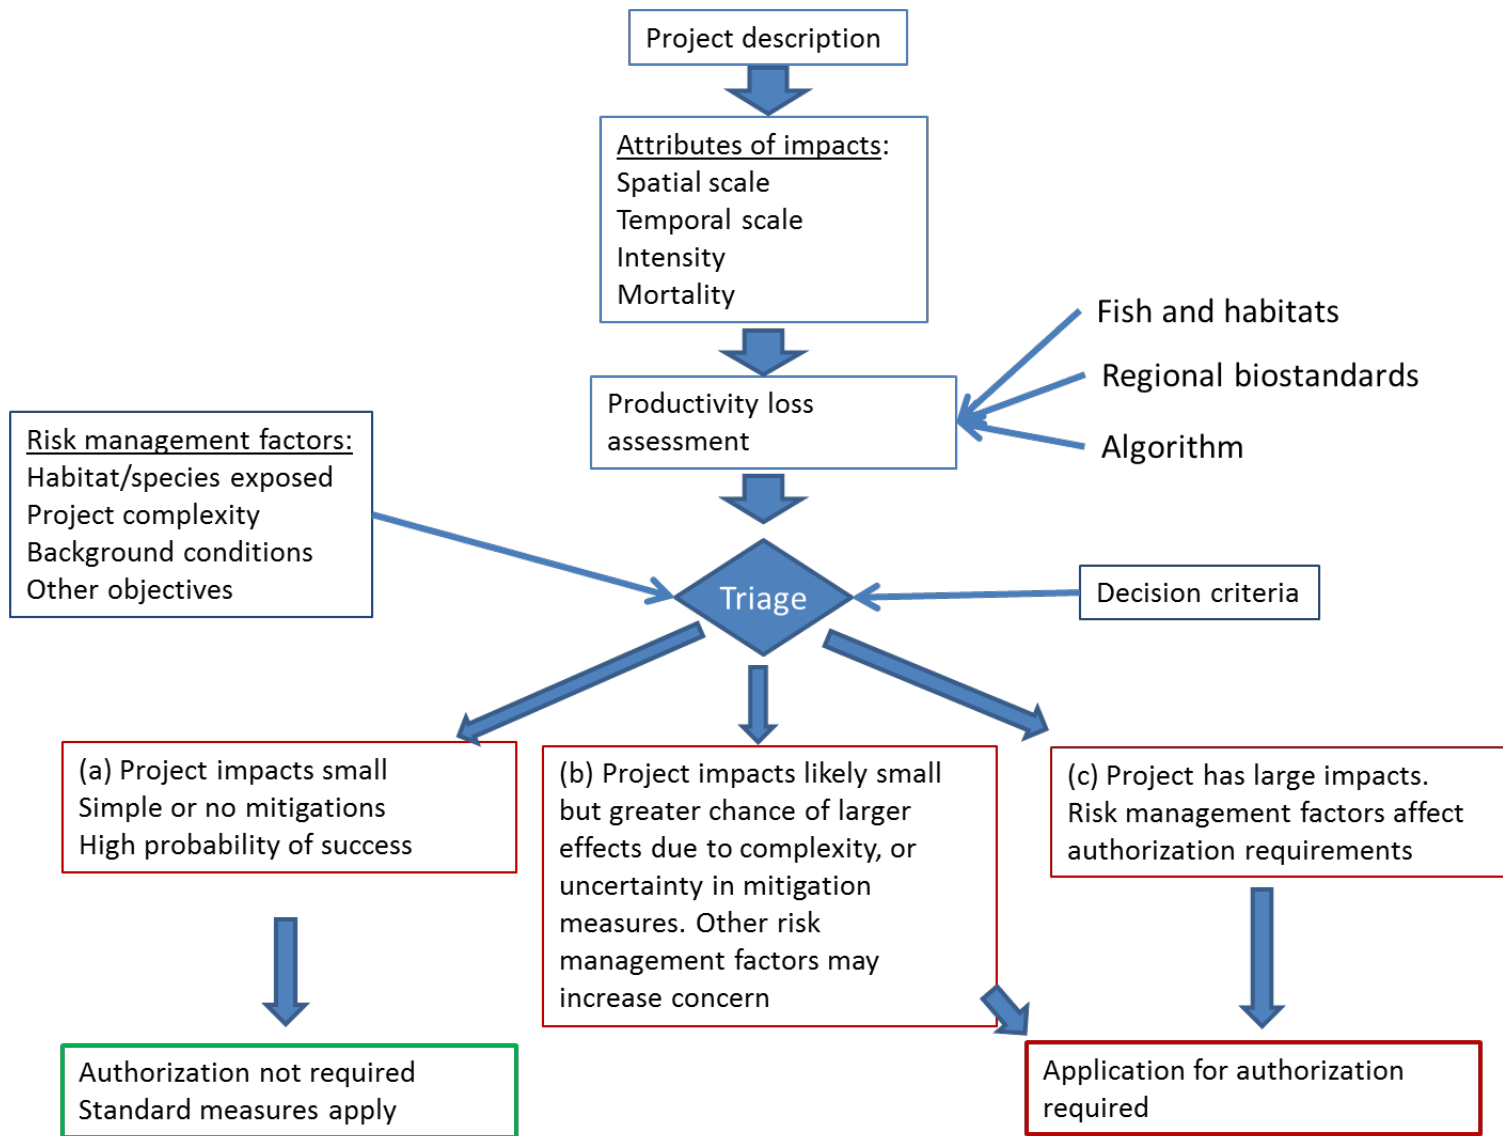 Project description
Attributes of impacts:
Spatial scale
Temporal scale
Intensity
Mortality
Fish and habitats
Regional biostandards
Algorithm
Productivity loss
assessment
Risk management factors:
Habitat/species exposed
Project complexity
Background conditions
Other objectives
Triage
Decision criteria
(a) Project impacts small
Simple or no mitigations
High probability of success
(b) Project impacts likely small
but greater chance of larger
effects due to complexity, or
uncertainty in mitigation
measures. Other risk
management factors may
increase concern
(c) Project has large impacts.
Risk management factors affect
authorization requirements
Authorization not required
Standard measures apply
Application for authorization
required